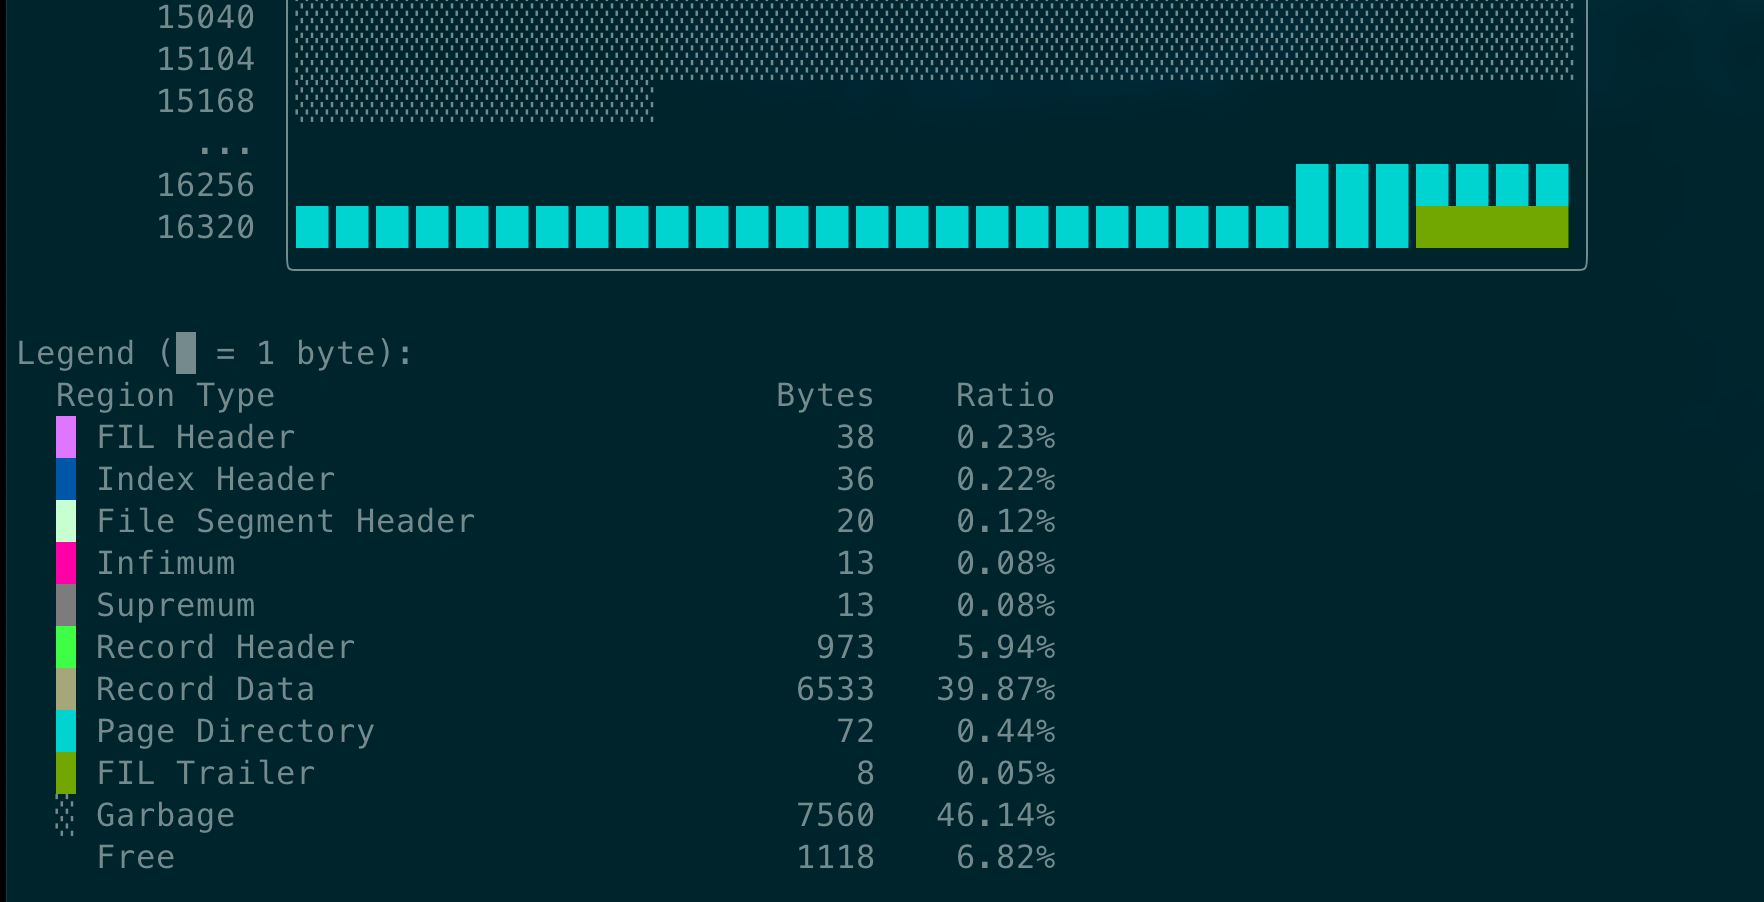 15040
15104
15168
...
16256
16320
Legend (█ = 1 byte):
Region Type Bytes Ratio
FIL Header 38 0.23%
Index Header 36 0.22%
File Segment Header 20 0.12%
Infimum 13 0.08%
Supremum 13 0.08%
Record Header 973 5.94%
Record Data 6533 39.87%
Page Directory 72 0.44%
FIL Trailer 8 0.05%
░ Garbage 7560 46.14%
Free 1118 6.82%